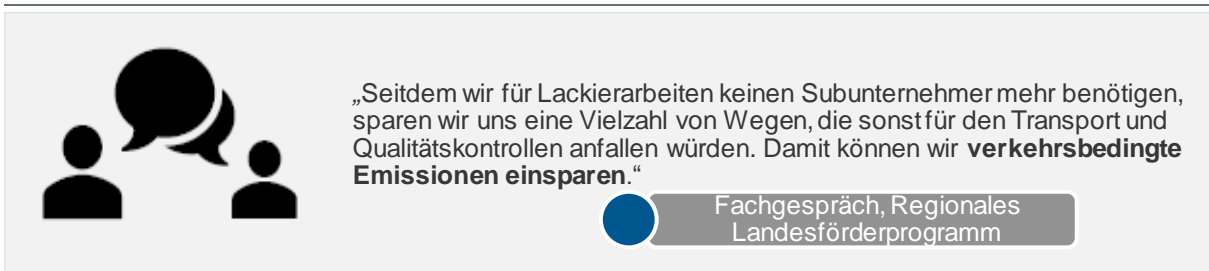 „Seitdem wir für Lackierarbeiten keinen Subunternehmer mehr benötigen,
sparen wir uns eine Vielzahl von Wegen, die sonst für den Transport und
Qualitätskontrollen anfallen würden. Damit können wir verkehrsbedingte
Emissionen einsparen.“
Fachgespräch, Regionales
Landesförderprogramm